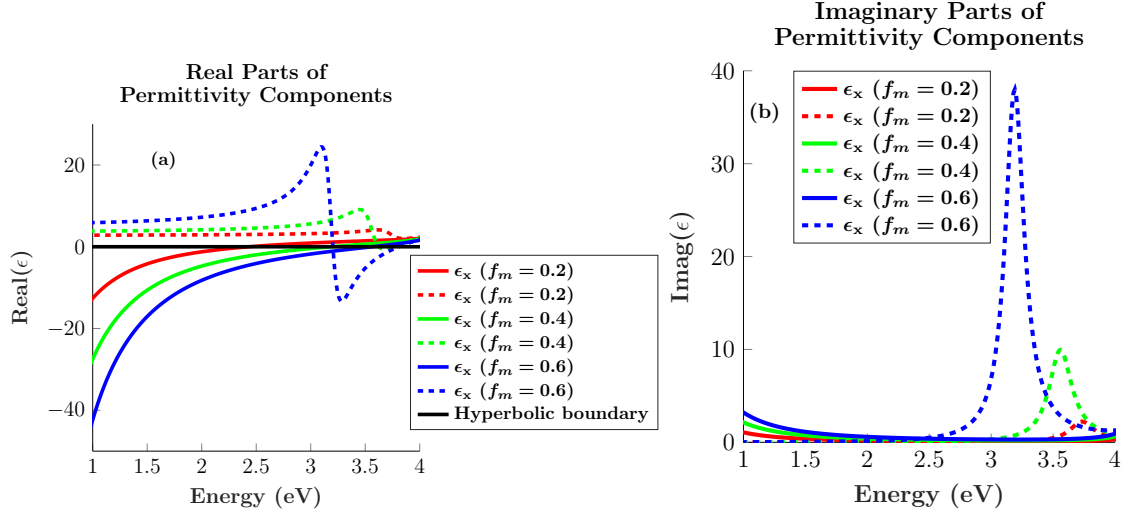 Real Parts of
Permittivity Components
(a)
Real(ϵ)
20
0
−20
−40
1
1.5
2
2.5
3
3.5
4
Energy (eV)
ϵx (fm = 0.2)
ϵx (fm = 0.2)
ϵx (fm = 0.4)
ϵx (fm = 0.4)
ϵx (fm = 0.6)
ϵx (fm = 0.6)
Hyperbolic boundary
Imaginary Parts of
Permittivity Components
(b)
Imag(ϵ)
40
30
20
10
0
1
1.5
2
2.5
3
3.5
4
Energy (eV)
ϵx (fm = 0.2)
ϵx (fm = 0.2)
ϵx (fm = 0.4)
ϵx (fm = 0.4)
ϵx (fm = 0.6)
ϵx (fm = 0.6)